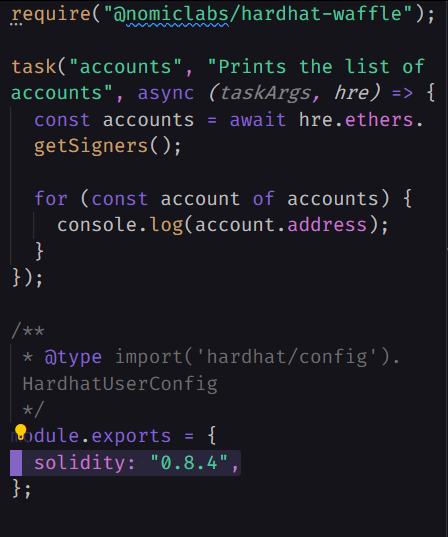 require("@nomiclabs/hardhat-waffle");
task("accounts", "Prints the list of
accounts", async (taskArgs, hre) => {
const accounts = await hre.ethers.
getSigners();
for (const account of accounts) {
console.log(account.address);
}
});
/**
* @type import('hardhat/config').
HardhatUserConfig
*/
module.exports = {
solidity: "0.8.4",
};